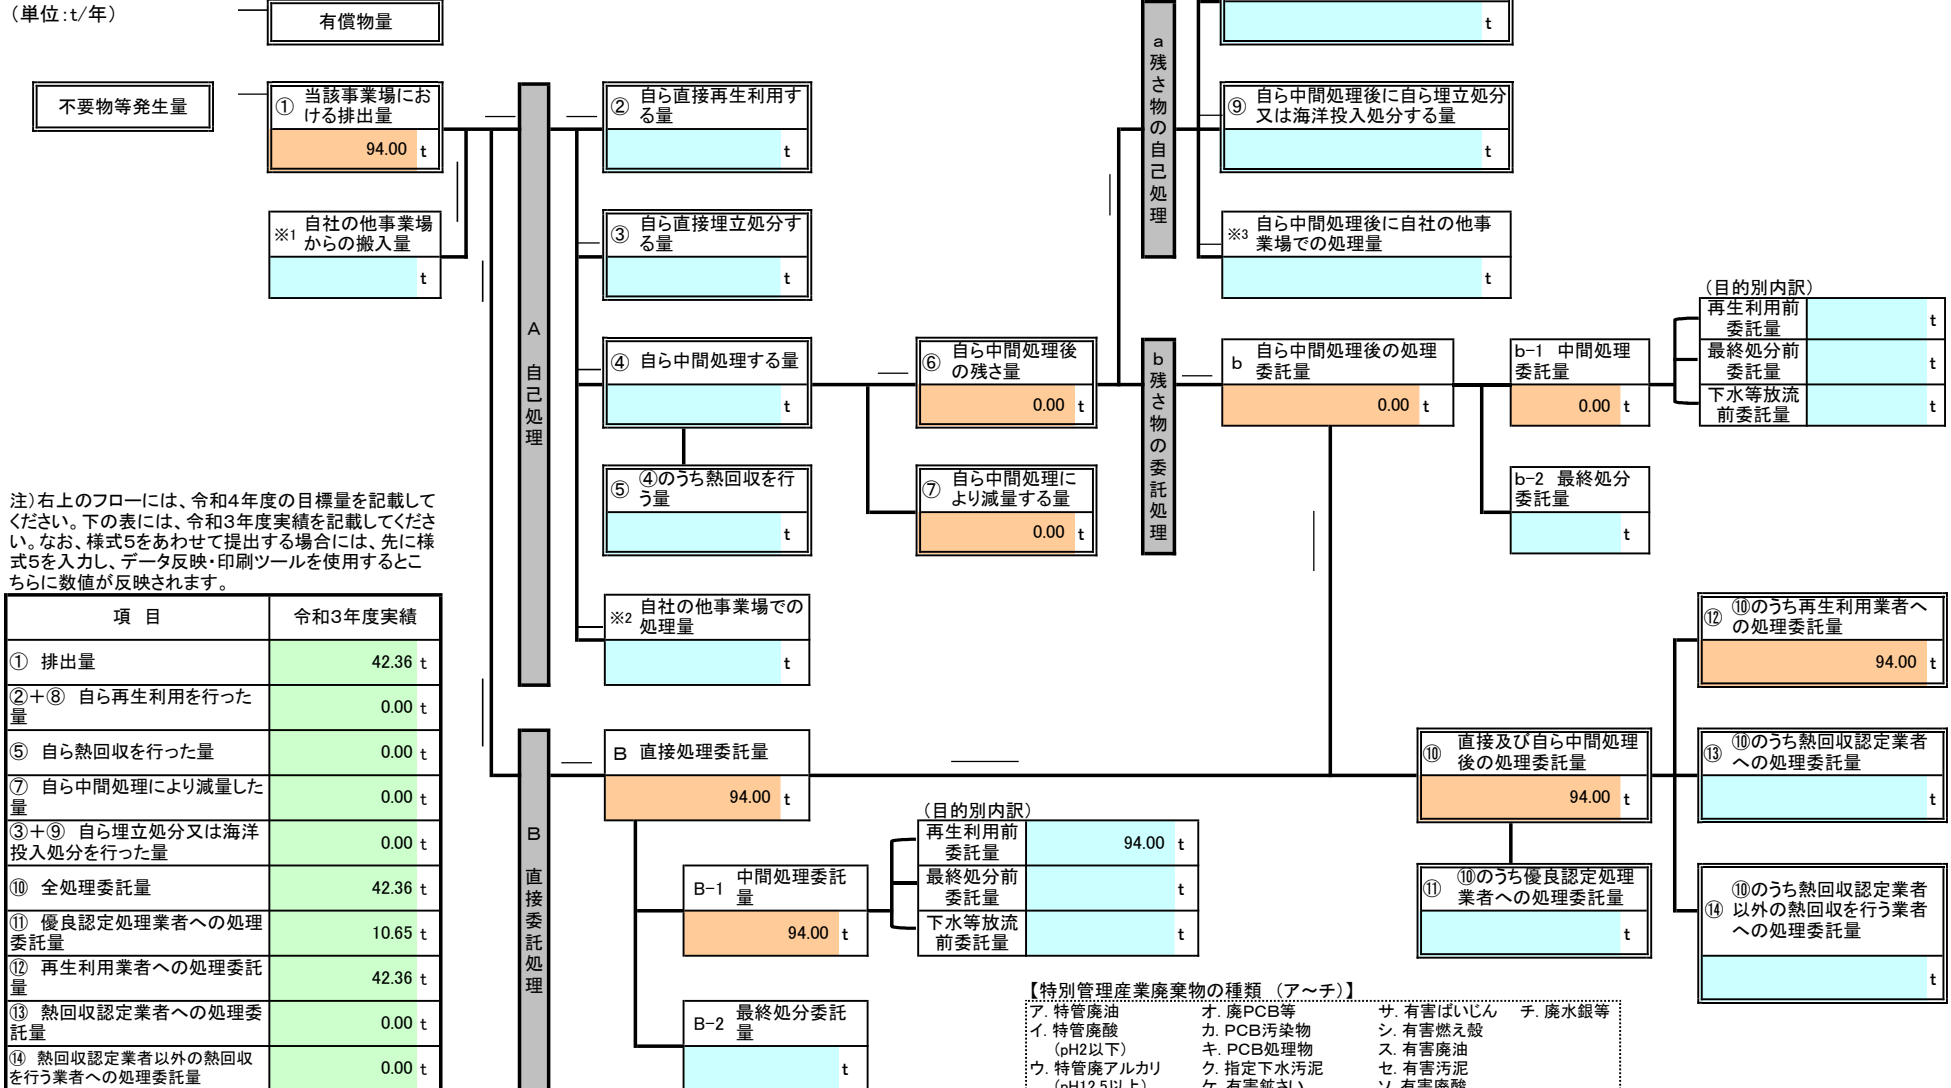 （単位:t/年）
有償物量
不要物等発生量
① 当該事業場にお
ける排出量
94.00 t
※1 自社の他事業場
からの搬入量
t
A 自己処理
② 自ら直接再生利用す
る量
t
③ 自ら直接埋立処分す
る量
t
④ 自ら中間処理する量
t
⑤ ④のうち熱回収を行
う量
t
※2 自社の他事業場での
処理量
t
⑥ 自ら中間処理後
の残さ量
0.00 t
⑦ 自ら中間処理に
より減量する量
0.00 t
a 残さ物の自己処理
t
⑨ 自ら中間処理後に自ら埋立処分
又は海洋投入処分する量
t
※3 自ら中間処理後に自社の他事
業場での処理量
t
b 残さ物の委託処理
b 自ら中間処理後の処理
委託量
0.00 t
b-1 中間処理
委託量
0.00 t
b-2 最終処分
委託量
t
（目的別内訳）
再生利用前
委託量
t
最終処分前
委託量
t
下水等放流
前委託量
t
注）右上のフローには、令和４年度の目標量を記載して
ください。下の表には、令和３年度実績を記載してくださ
い。なお、様式５をあわせて提出する場合には、先に様
式５を入力し、データ反映・印刷ツールを使用するとこ
ちらに数値が反映されます。
項 目 令和３年度実績
① 排出量 42.36 t
②＋⑧ 自ら再生利用を行った
量 0.00 t
⑤ 自ら熱回収を行った量 0.00 t
⑦ 自ら中間処理により減量した
量 0.00 t
③＋⑨ 自ら埋立処分又は海洋
投入処分を行った量 0.00 t
⑩ 全処理委託量 42.36 t
⑪ 優良認定処理業者への処理
委託量 10.65 t
⑫ 再生利用業者への処理委託
量 42.36 t
⑬ 熱回収認定業者への処理委
託量 0.00 t
⑭ 熱回収認定業者以外の熱回収
を行う業者への処理委託量 0.00 t
B 直接委託処理
B 直接処理委託量
94.00 t
B-1 中間処理委託
量
94.00 t
B-2 最終処分委託
量
t
（目的別内訳）
再生利用前
委託量
94.00 t
最終処分前
委託量
t
下水等放流
前委託量
t
⑩ 直接及び自ら中間処理
後の処理委託量
94.00 t
⑪ ⑩のうち優良認定処理
業者への処理委託量
t
⑫ ⑩のうち再生利用業者へ
の処理委託量
94.00 t
⑬ ⑩のうち熱回収認定業者
への処理委託量
t
⑭ ⑩のうち熱回収認定業者
以外の熱回収を行う業者
への処理委託量
t
【特別管理産業廃棄物の種類 （ア～チ）】
ア. 特管廃油 オ. 廃PCB等 サ. 有害ばいじん チ. 廃水銀等
イ. 特管廃酸 カ. PCB汚染物 シ. 有害燃え殻
（pH2以下） キ. PCB処理物 ス. 有害廃油
ウ. 特管廃アルカリ ク. 指定下水汚泥 セ. 有害汚泥
（pH12.5以上） ケ. 有害鉱さい ソ. 有害廃酸